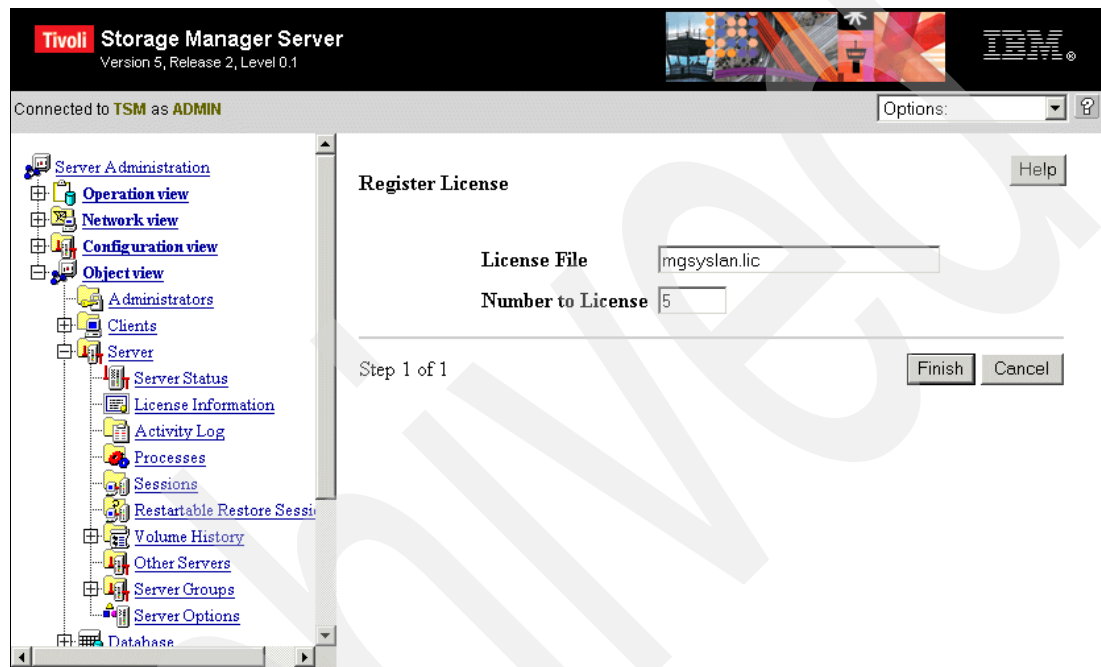 Tivoli Storage Manager Server
Version 5, Release 2, Level 0.1
IBM®
Connected to TSM as ADMIN
Options:
?
Server Administration
Operation view
Network view
Configuration view
Object view
Administrators
Clients
Server
Server Status
License Information
Activity Log
Processes
Sessions
Restartable Restore Sessi
Volume History
Other Servers
Server Groups
Server Options
Database
Register License
Help
License File mgsyslan.lic
Number to License 5
Step 1 of 1
Finish Cancel